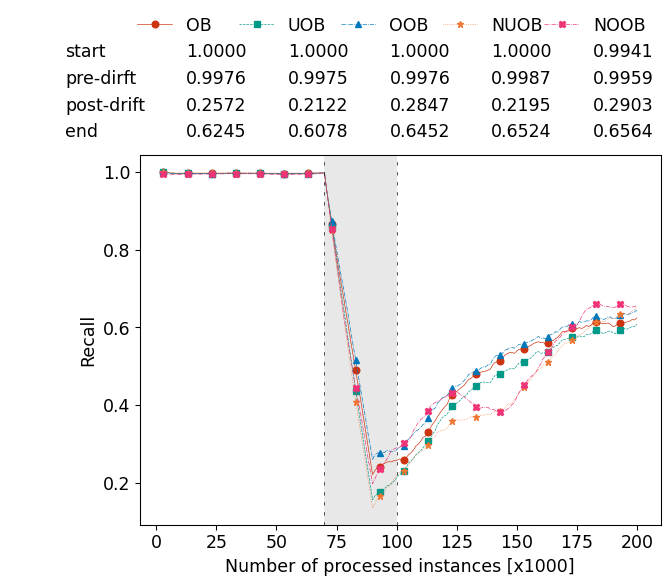 OB UOB OOB NUOB NOOB
start 1.0000 1.0000 1.0000 1.0000 0.9941
pre-dirft 0.9976 0.9975 0.9976 0.9987 0.9959
post-drift 0.2572 0.2122 0.2847 0.2195 0.2903
end 0.6245 0.6078 0.6452 0.6524 0.6564
1.0
0.8
0.6
0.4
0.2
Recall
0 25 50 75 100 125 150 175 200
Number of processed instances [x1000]